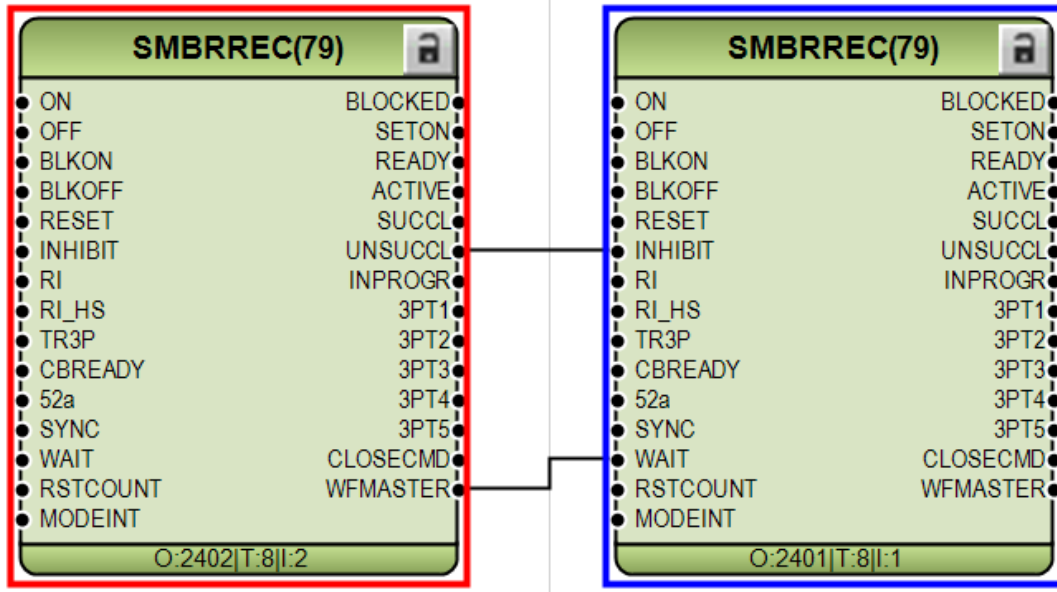 SMBRREC(79)
ON BLOCKED
OFF SETON
BLKON READY
BLKOFF ACTIVE
RESET SUCCL
INHIBIT UNSUCCL
RI INPROGR
RI_HS 3PT1
TR3P 3PT2
CBREADY 3PT3
52a 3PT4
SYNC 3PT5
WAIT CLOSECMD
RSTCOUNT WFMASTER
MODEINT
O:2402|T:8|I:2
SMBRREC(79)
ON BLOCKED
OFF SETON
BLKON READY
BLKOFF ACTIVE
RESET SUCCL
INHIBIT UNSUCCL
RI INPROGR
RI_HS 3PT1
TR3P 3PT2
CBREADY 3PT3
52a 3PT4
SYNC 3PT5
WAIT CLOSECMD
RSTCOUNT WFMASTER
MODEINT
O:2401|T:8|I:1